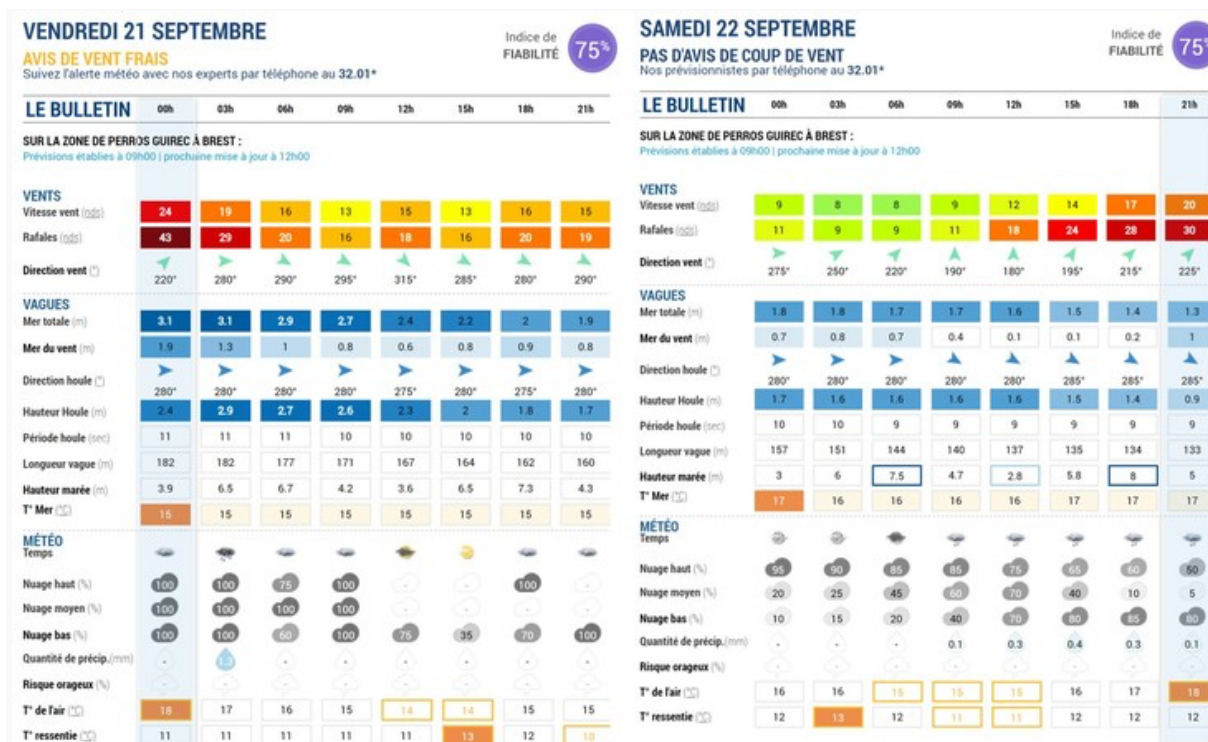 VENDREDI 21 SEPTEMBRE
AVIS DE VENT FRAIS
Suivez l'alerte météo avec nos experts par téléphone au 32.01*
Indice de
FIABILITÉ
75%
LE BULLETIN 00h 03h 06h 09h 12h 15h 18h 21h
SUR LA ZONE DE PERROS GUIREC À BREST :
Prévisions établies à 09h00 | prochaine mise à jour à 12h00
VENTS
Vitesse vent (nds) 24 19 16 13 15 13 16 15
Rafales (nds) 43 29 20 16 18 16 20 19
Direction vent (°) 220° 280° 290° 295° 315° 285° 280° 290°
VAGUES
Mer totale (m) 3.1 3.1 2.9 2.7 2.4 2.2 2 1.9
Mer du vent (m) 1.9 1.3 1 0.8 0.6 0.8 0.9 0.8
Direction houle (°) 280° 280° 280° 280° 275° 280° 275° 280°
Hauteur Houle (m) 2.4 2.9 2.7 2.6 2.3 2 1.8 1.7
Période houle (sec) 11 11 11 10 10 10 10 10
Longueur vague (m) 182 182 177 171 167 164 162 160
Hauteur marée (m) 3.9 6.5 6.7 4.2 3.6 6.5 7.3 4.3
T° Mer (°C) 15 15 15 15 15 15 15 15
MÉTÉO
Temps
Nuage haut (%) 100 100 75 100 - - 100 -
Nuage moyen (%) 100 100 100 100 - - - -
Nuage bas (%) 100 100 60 100 75 35 70 100
Quantité de précip.(mm) - 1.3 - - - - - -
Risque orageux (%) - - - - - - - -
T° de l'air (°C) 18 17 16 15 14 14 15 15
T° ressentie (°C) 11 11 11 11 11 13 12 10
SAMEDI 22 SEPTEMBRE
PAS D'AVIS DE COUP DE VENT
Nos prévisionnistes par téléphone au 32.01*
Indice de
FIABILITÉ
75%
LE BULLETIN 00h 03h 06h 09h 12h 15h 18h 21h
SUR LA ZONE DE PERROS GUIREC À BREST :
Prévisions établies à 09h00 | prochaine mise à jour à 12h00
VENTS
Vitesse vent (nds) 9 8 8 9 12 14 17 20
Rafales (nds) 11 9 9 11 18 24 28 30
Direction vent (°) 275° 250° 220° 190° 180° 195° 215° 225°
VAGUES
Mer totale (m) 1.8 1.8 1.7 1.7 1.6 1.5 1.4 1.3
Mer du vent (m) 0.7 0.8 0.7 0.4 0.1 0.1 0.2 1
Direction houle (°) 280° 280° 280° 280° 280° 285° 285° 285°
Hauteur Houle (m) 1.7 1.6 1.6 1.6 1.6 1.5 1.4 0.9
Période houle (sec) 10 10 9 9 9 9 9 9
Longueur vague (m) 157 151 144 140 137 135 134 133
Hauteur marée (m) 3 6 7.5 4.7 2.8 5.8 8 5
T° Mer (°C) 17 16 16 16 16 17 17 17
MÉTÉO
Temps
Nuage haut (%) 95 90 85 85 75 65 60 50
Nuage moyen (%) 20 25 45 60 70 40 10 5
Nuage bas (%) 10 15 20 40 70 80 85 80
Quantité de précip.(mm) - - - 0.1 0.3 0.4 0.3 0.1
Risque orageux (%) - - - - - - - -
T° de l'air (°C) 16 16 15 15 15 16 17 18
T° ressentie (°C) 12 13 12 11 11 12 12 12